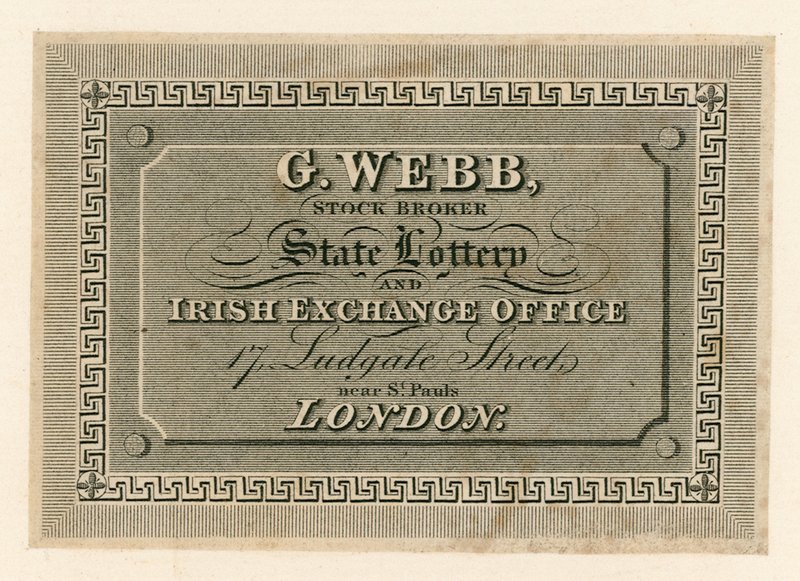 G. WEBB,
STOCK BROKER
State Lottery
AND
IRISH EXCHANGE OFFICE
17, Ludgate Street,
near St. Pauls
LONDON.